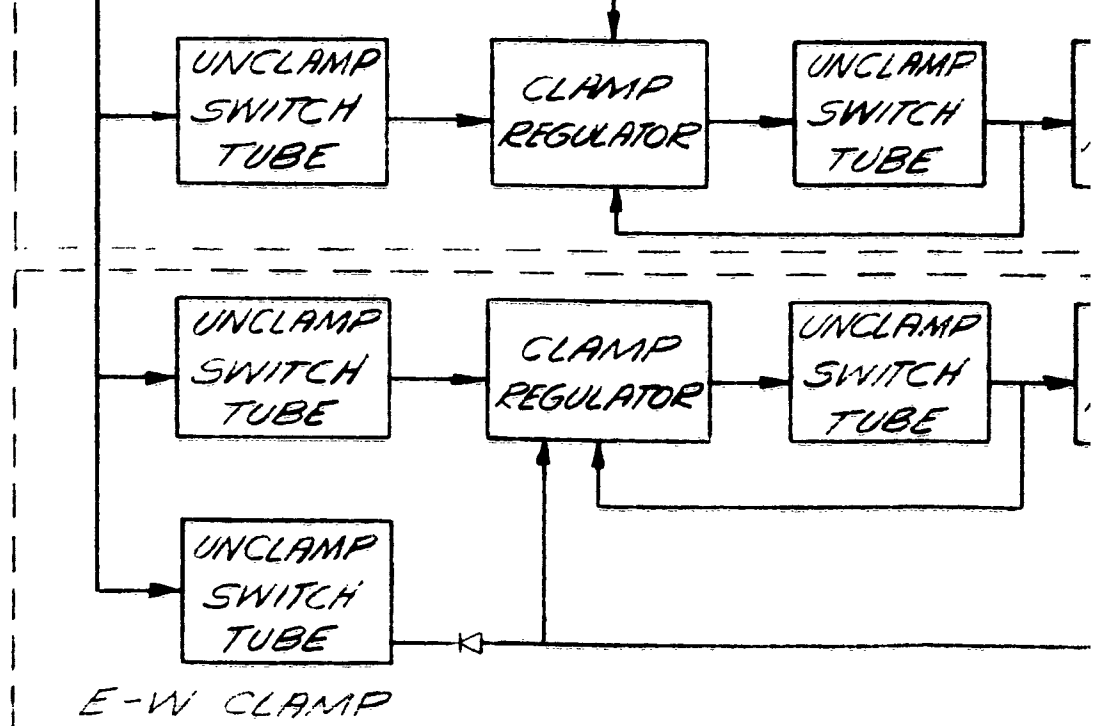 UNCLAMP
SWITCH
TUBE
CLAMP
REGULATOR
UNCLAMP
SWITCH
TUBE
UNCLAMP
SWITCH
TUBE
CLAMP
REGULATOR
UNCLAMP
SWITCH
TUBE
UNCLAMP
SWITCH
TUBE
E-W CLAMP